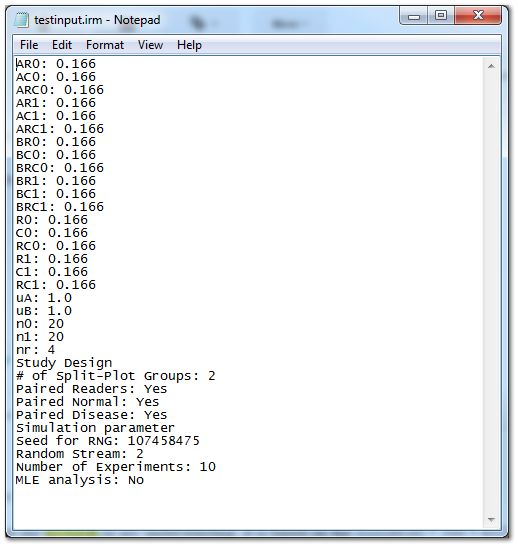 testinput.irm - Notepad
File Edit Format View Help
AR0: 0.166
AC0: 0.166
ARC0: 0.166
AR1: 0.166
AC1: 0.166
ARC1: 0.166
BR0: 0.166
BC0: 0.166
BRC0: 0.166
BR1: 0.166
BC1: 0.166
BRC1: 0.166
R0: 0.166
C0: 0.166
RC0: 0.166
R1: 0.166
C1: 0.166
RC1: 0.166
uA: 1.0
uB: 1.0
n0: 20
n1: 20
nr: 4
Study Design
# of Split-Plot Groups: 2
Paired Readers: Yes
Paired Normal: Yes
Paired Disease: Yes
Simulation parameter
Seed for RNG: 107458475
Random Stream: 2
Number of Experiments: 10
MLE analysis: No